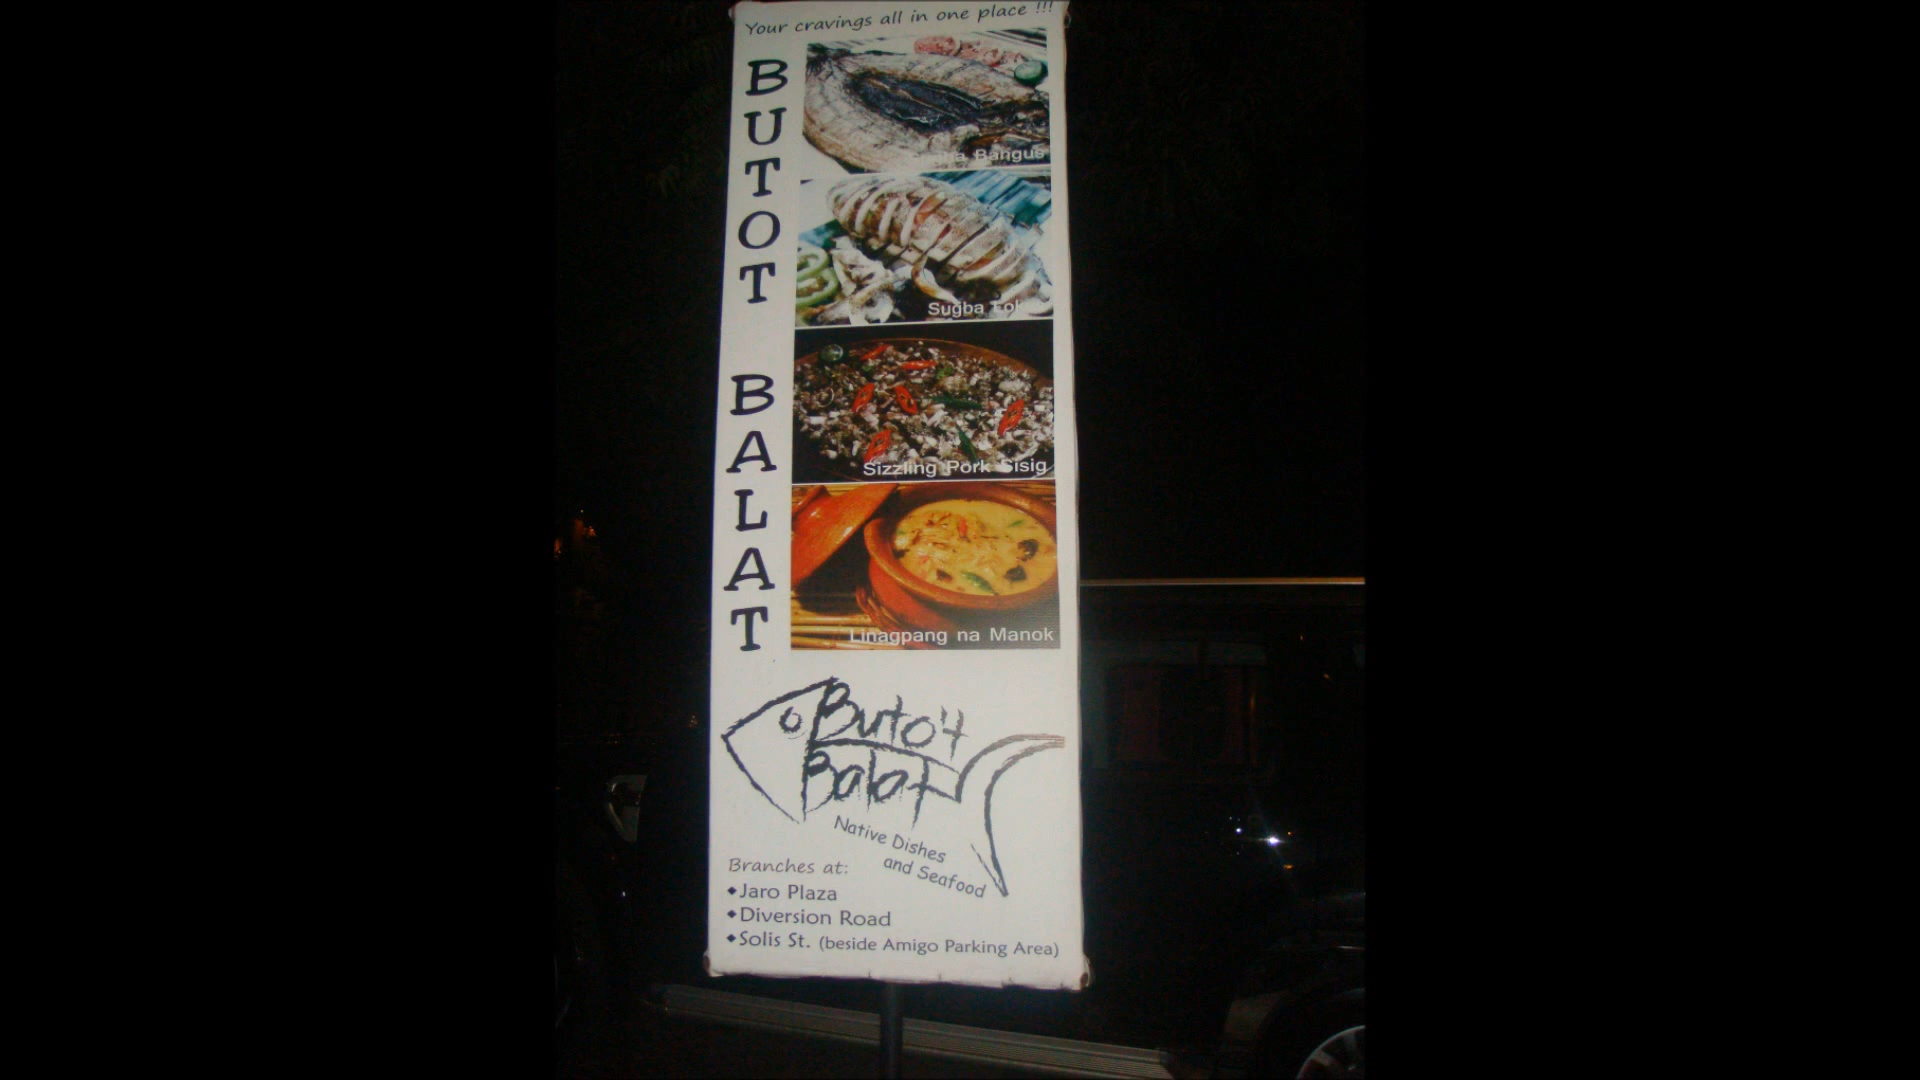 Your cravings all in one place !!!
BUTOT
BALAT
Bangus
Sugba
Sizzling Pork Sisig
Linagpang na Manok
Buto't
Balat
Native Dishes
and Seafood
Branches at:
◆Jaro Plaza
◆Diversion Road
◆Solis St. (beside Amigo Parking Area)